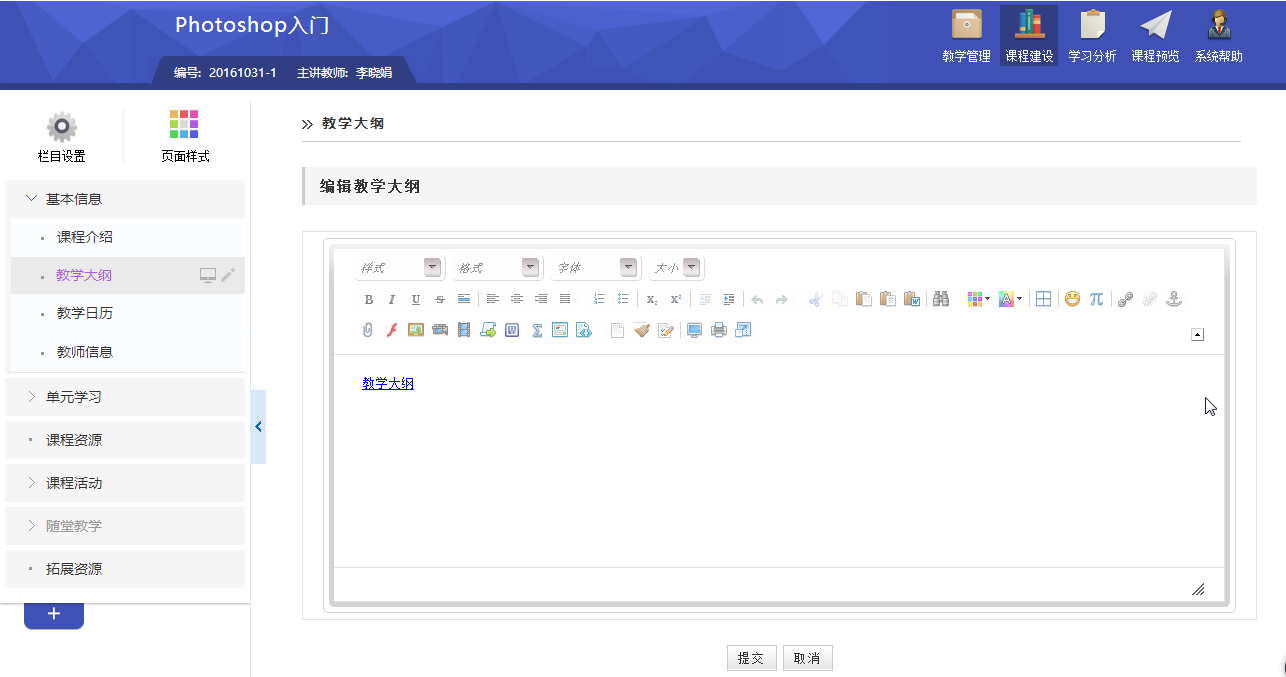 Photoshop入门
编号: 20161031-1 主讲教师: 李晓娟
教学管理 课程建设 学习分析 课程预览 系统帮助
栏目设置 页面样式
基本信息
课程介绍
教学大纲
教学日历
教师信息
单元学习
课程资源
课程活动
随堂教学
拓展资源
+
>> 教学大纲
编辑教学大纲
样式 格式 字体 大小
教学大纲
提交 取消